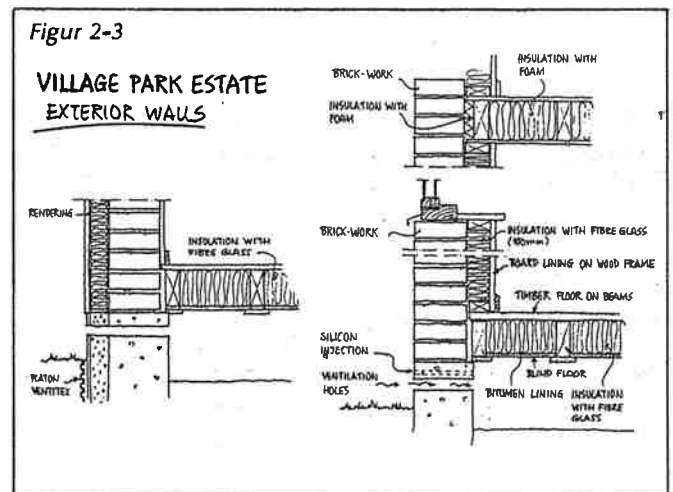 Figur 2-3
VILLAGE PARK ESTATE
EXTERIOR WALLS
BRICK-WORK
INSULATION WITH
FOAM
INSULATION WITH
FOAM
RENDERING
INSULATION WITH
FIBRE GLASS
BRICK-WORK
INSULATION WITH FIBRE GLASS
(100mm)
BOARD LINING ON WOOD FRAME
TIMBER FLOOR ON BEAMS
SILICON
INJECTION
VENTILATION
HOLES
BLIND FLOOR
BITUMEN LINING
INSULATION
WITH FIBRE
GLASS
PLATON